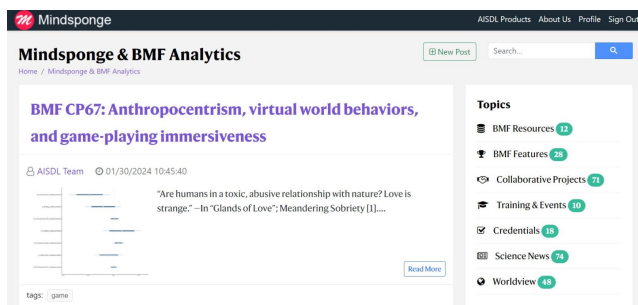 Mindsponge
AISDL Products About Us Profile Sign Out
Mindsponge & BMF Analytics
New Post
Search...
Home / Mindsponge & BMF Analytics
BMF CP67: Anthropocentrism, virtual world behaviors,
and game-playing immersiveness
AISDL Team 01/30/2024 10:45:40
“Are humans in a toxic, abusive relationship with nature? Love is
strange.” —In “Glands of Love”; Meandering Sobriety [1]....
Read More
tags: game
Topics
BMF Resources 12
BMF Features 28
Collaborative Projects 71
Training & Events 10
Credentials 18
Science News 74
Worldview 48